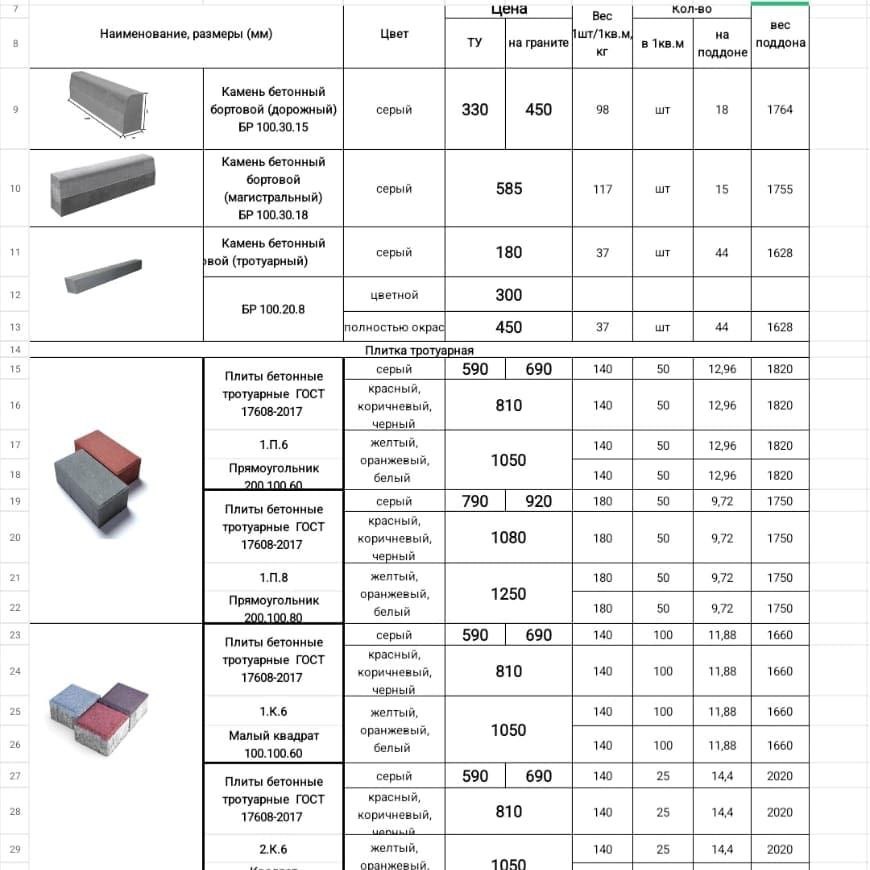 7 Цена Вес Кол-во
8 Наименование, размеры (мм) Цвет ТУ на граните 1шт/1кв.м, кг в 1кв.м на поддоне вес поддона
9 Камень бетонный бортовой (дорожный) БР 100.30.15 серый 330 450 98 шт 18 1764
10 Камень бетонный бортовой (магистральный) БР 100.30.18 серый 585 117 шт 15 1755
11 Камень бетонный овой (тротуарный) серый 180 37 шт 44 1628
12 БР 100.20.8 цветной 300
13 полностью окрас 450 37 шт 44 1628
14 Плитка тротуарная
15 Плиты бетонные серый 590 690 140 50 12,96 1820
16 тротуарные ГОСТ 17608-2017 красный, коричневый, черный 810 140 50 12,96 1820
17 1.П.6 желтый, оранжевый, белый 1050 140 50 12,96 1820
18 Прямоугольник 200.100.60 140 50 12,96 1820
19 Плиты бетонные серый 790 920 180 50 9,72 1750
20 тротуарные ГОСТ 17608-2017 красный, коричневый, черный 1080 180 50 9,72 1750
21 1.П.8 желтый, оранжевый, белый 1250 180 50 9,72 1750
22 Прямоугольник 200.100.80 180 50 9,72 1750
23 Плиты бетонные серый 590 690 140 100 11,88 1660
24 тротуарные ГОСТ 17608-2017 красный, коричневый, черный 810 140 100 11,88 1660
25 1.К.6 желтый, оранжевый, белый 1050 140 100 11,88 1660
26 Малый квадрат 100.100.60 140 100 11,88 1660
27 Плиты бетонные серый 590 690 140 25 14,4 2020
28 тротуарные ГОСТ 17608-2017 красный, коричневый, черный 810 140 25 14,4 2020
29 2.К.6 желтый, оранжевый, 1050 140 25 14,4 2020